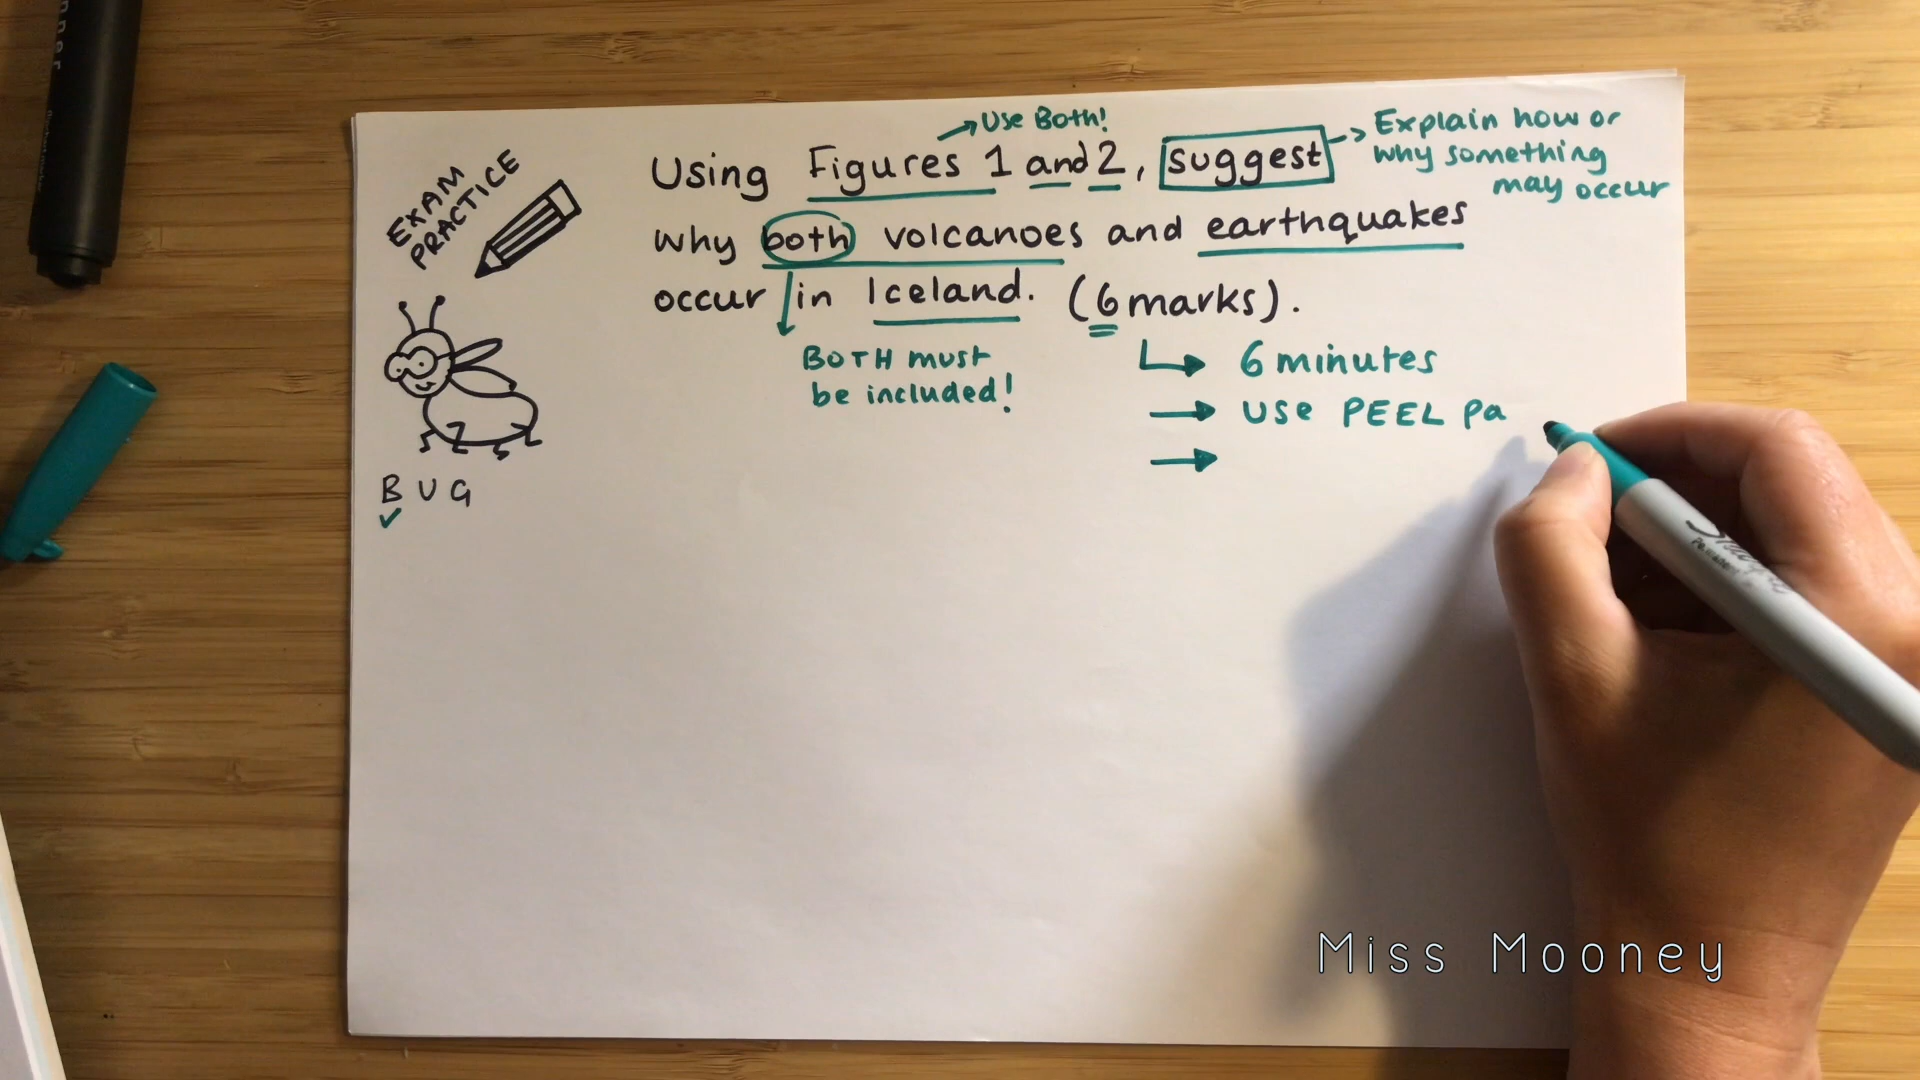 EXAM
PRACTICE
Use Both!
Using Figures 1 and 2, suggest
Explain how or
why something
may occur
why both volcanoes and earthquakes
occur in Iceland. (6 marks).
BOTH must
be included!
6 minutes
USE PEEL pa
B U G
Miss Mooney